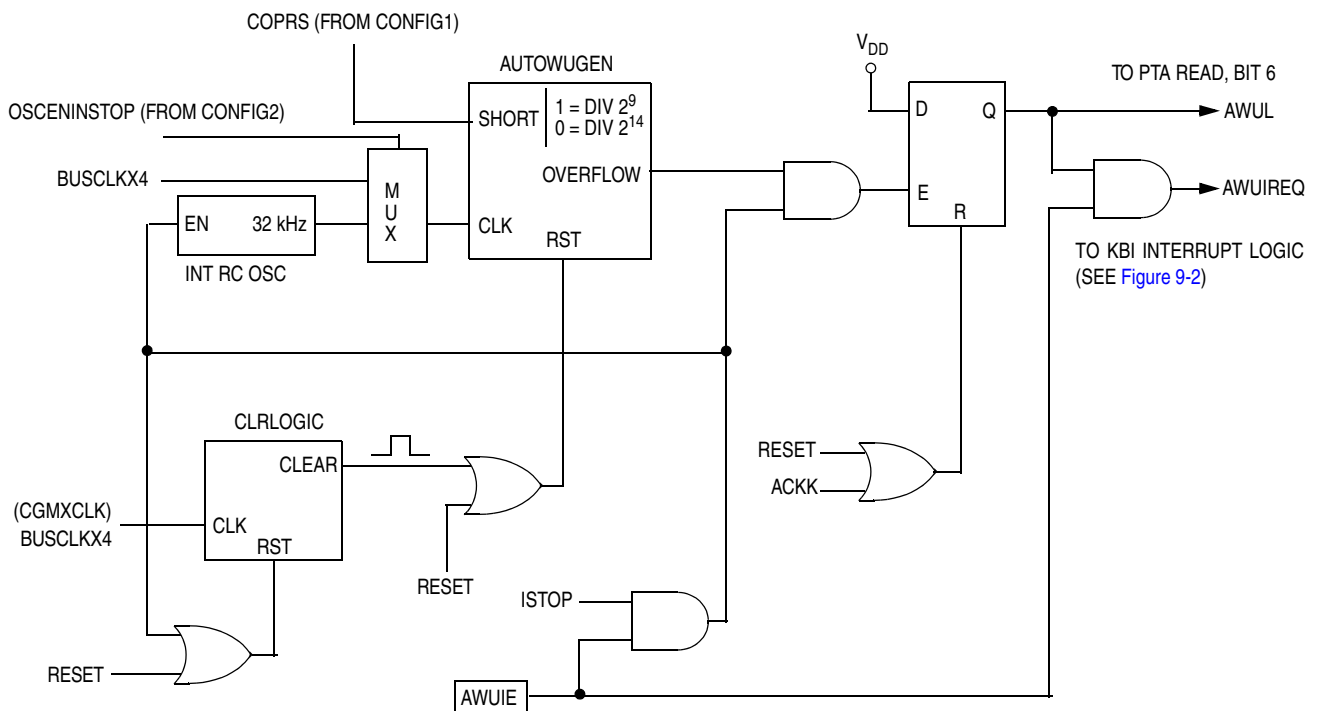 COPRS (FROM CONFIG1)
AUTOWUGEN
VDD
TO PTA READ, BIT 6
OSCENINSTOP (FROM CONFIG2)
SHORT
1 = DIV 2^9
0 = DIV 2^14
D
Q
AWUL
BUSCLKX4
MUX
OVERFLOW
E
AWUIREQ
EN
32 kHz
CLK
RST
R
INT RC OSC
TO KBI INTERRUPT LOGIC
(SEE Figure 9-2)
CLRLOGIC
CLEAR
RESET
ACKK
(CGMXCLK)
BUSCLKX4
CLK
RST
RESET
ISTOP
RESET
AWUIE